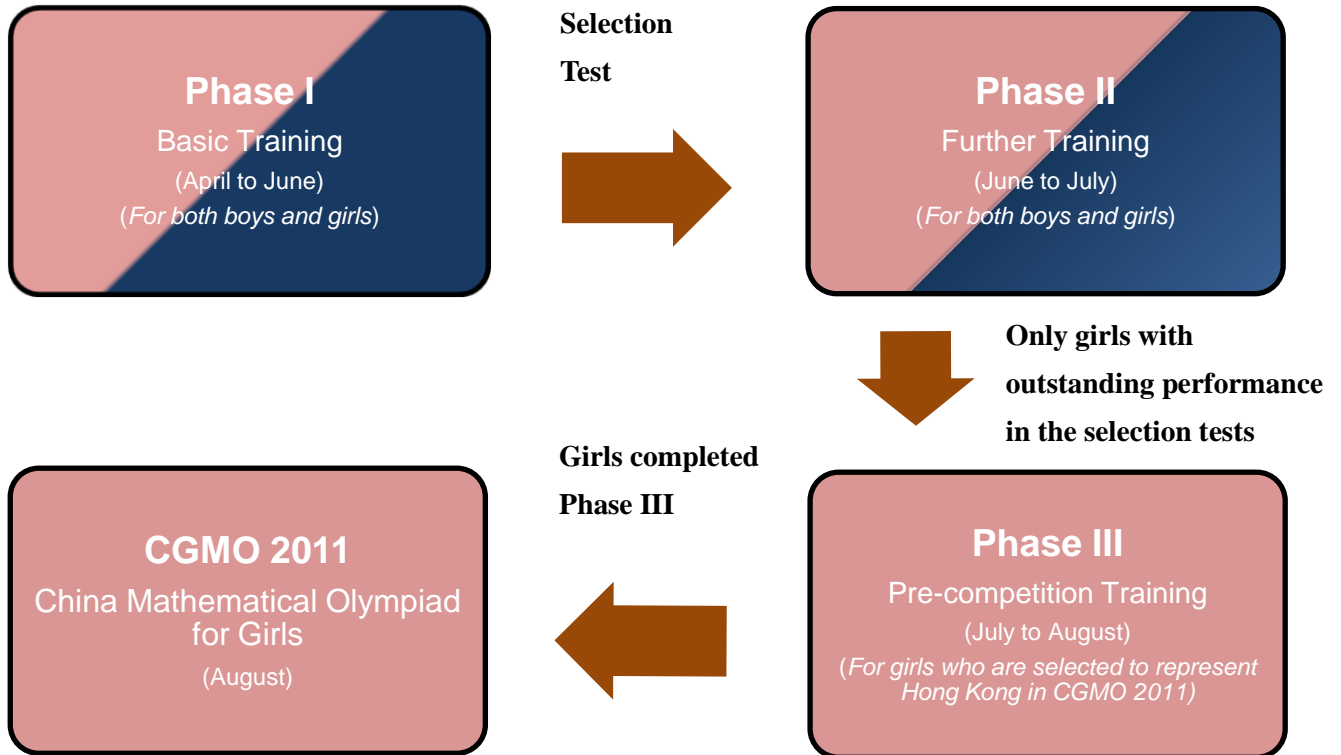 Phase I
Basic Training
(April to June)
(For both boys and girls)
Selection
Test
Phase II
Further Training
(June to July)
(For both boys and girls)
Only girls with
outstanding performance
in the selection tests
Phase III
Pre-competition Training
(July to August)
(For girls who are selected to represent
Hong Kong in CGMO 2011)
Girls completed
Phase III
CGMO 2011
China Mathematical Olympiad
for Girls
(August)